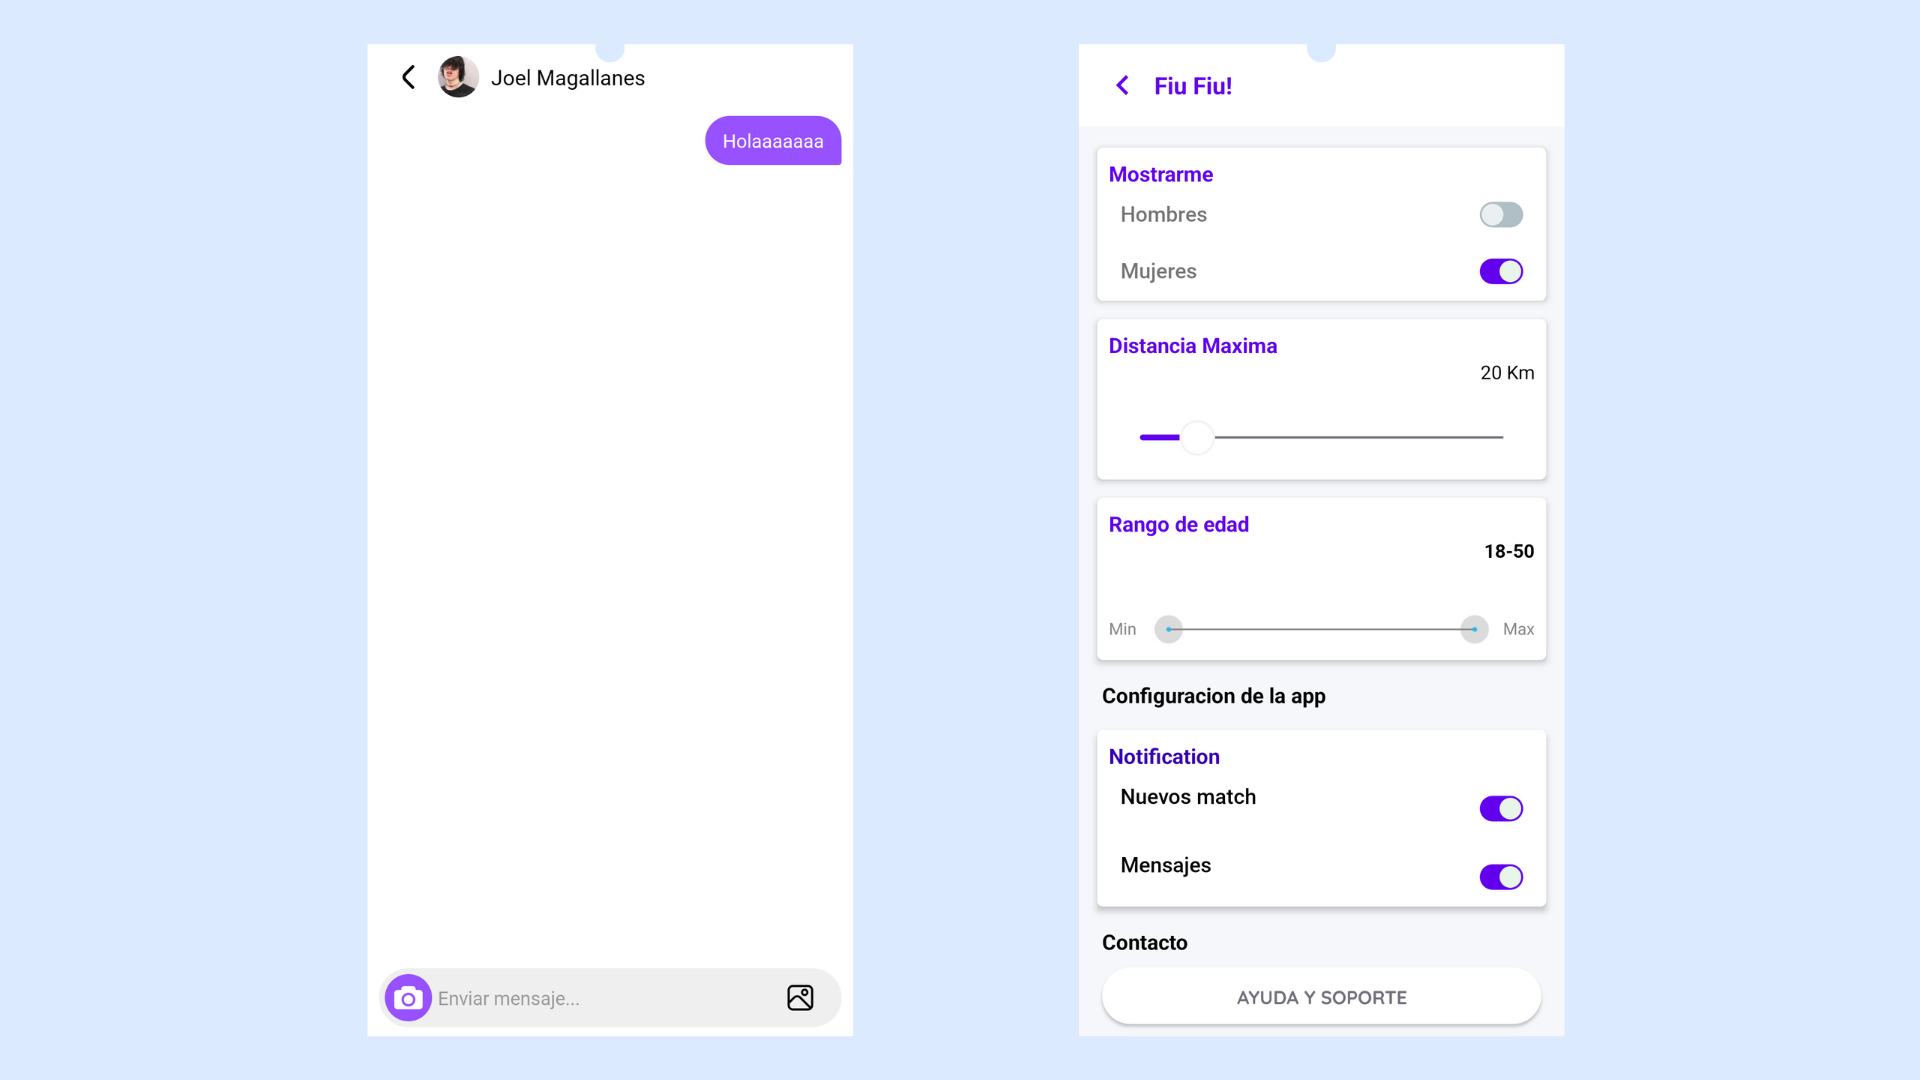 Joel Magallanes
Holaaaaaaa
Enviar mensaje...
Fiu Fiu!
Mostrarme
Hombres
Mujeres
Distancia Maxima
20 Km
Rango de edad
18-50
Min
Max
Configuracion de la app
Notification
Nuevos match
Mensajes
Contacto
AYUDA Y SOPORTE